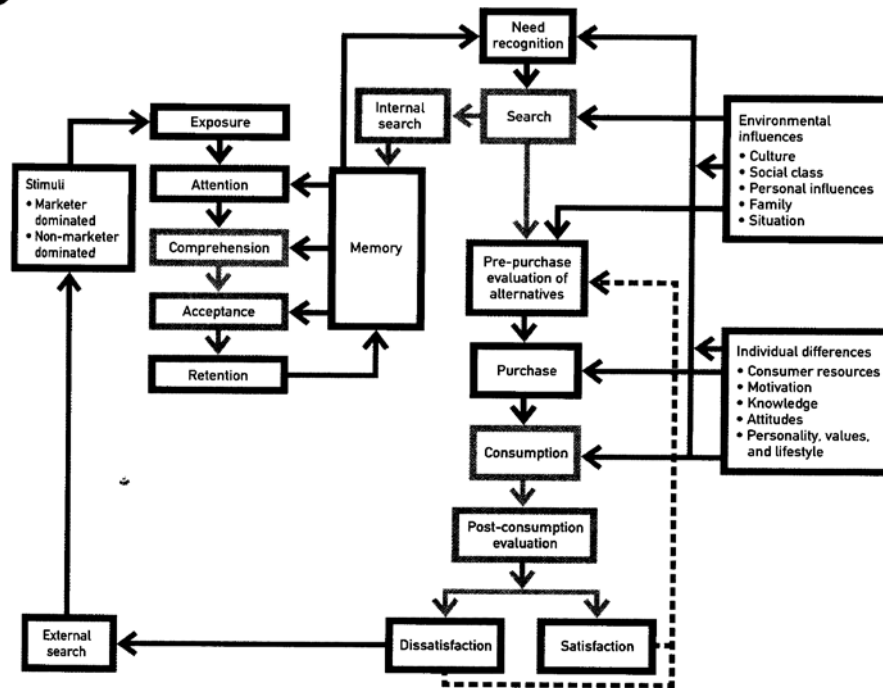 Need
recognition
Internal
search
Search
Exposure
Environmental
influences
• Culture
• Social class
• Personal influences
• Family
• Situation
Stimuli
• Marketer
dominated
• Non-marketer
dominated
Attention
Comprehension
Memory
Pre-purchase
evaluation of
alternatives
Acceptance
Retention
Purchase
Individual differences
• Consumer resources
• Motivation
• Knowledge
• Attitudes
• Personality, values,
and lifestyle
Consumption
Post-consumption
evaluation
External
search
Dissatisfaction
Satisfaction